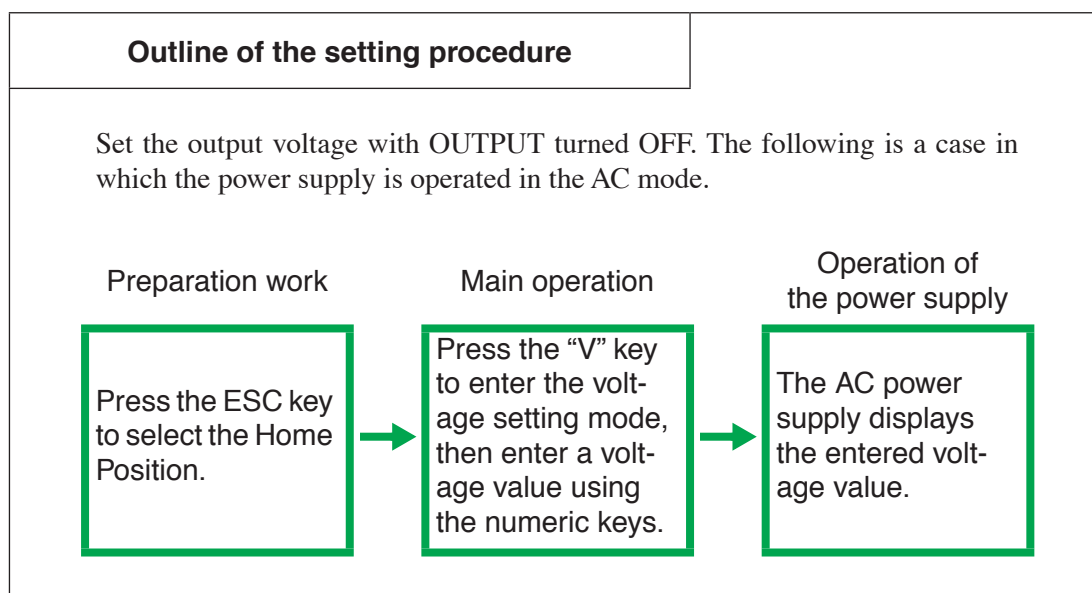 Outline of the setting procedure
Set the output voltage with OUTPUT turned OFF. The following is a case in
which the power supply is operated in the AC mode.
Preparation work
Press the ESC key
to select the Home
Position.
Main operation
Press the “V” key
to enter the volt-
age setting mode,
then enter a volt-
age value using
the numeric keys.
Operation of
the power supply
The AC power
supply displays
the entered volt-
age value.